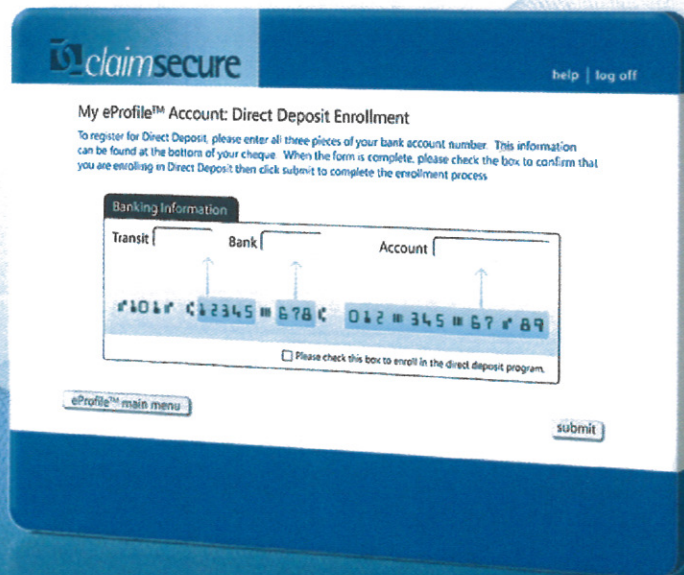 claimsecure
help | log off
My eProfile™ Account: Direct Deposit Enrollment
To register for Direct Deposit, please enter all three pieces of your bank account number. This information
can be found at the bottom of your cheque. When the form is complete, please check the box to confirm that
you are enrolling in Direct Deposit then click submit to complete the enrollment process
Banking Information
Transit Bank Account
⑈101⑈ ⑆12345⑉678⑆ 012⑉345⑉67⑈89
Please check this box to enroll in the direct deposit program.
eProfile™ main menu
submit